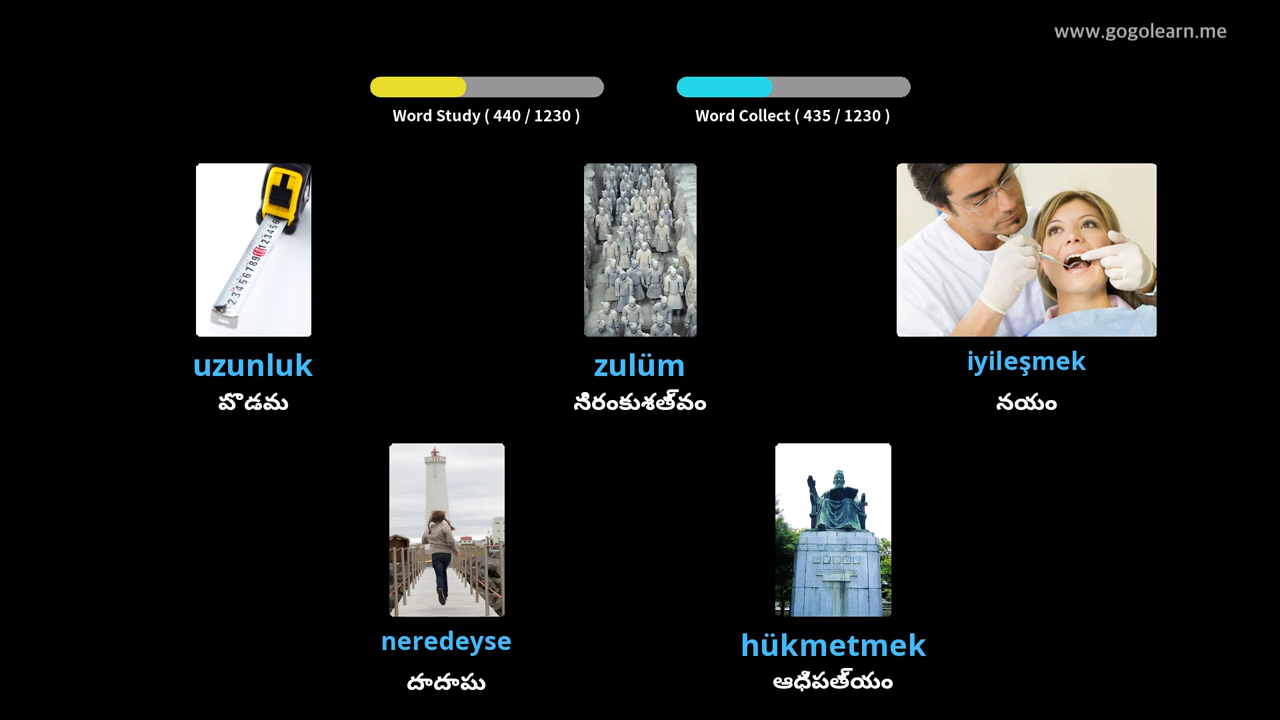 www.gogolearn.me
Word Study ( 440 / 1230 )
Word Collect ( 435 / 1230 )
uzunluk
పొడమ
zulüm
నిరంకుశత్వం
iyileşmek
నయం
neredeyse
దాదాపు
hükmetmek
ఆధిపత్యం